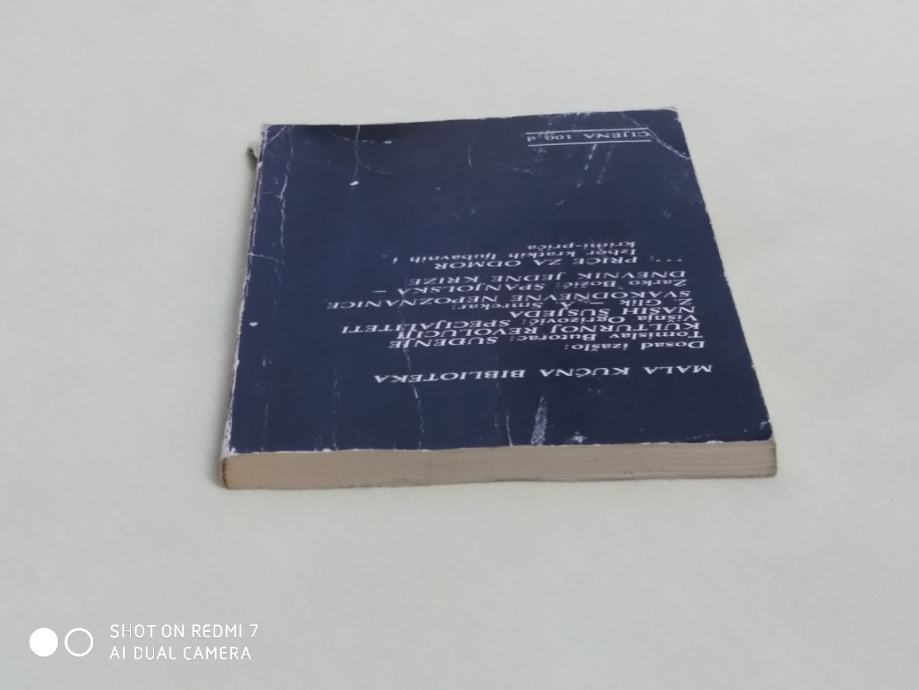 MALA KUĆNA BIBLIOTEKA
Dosad izašlo:
Tomislav Butorac: SUĐENJE
KULTURNOJ REVOLUCIJI
Višnja Ogrizović: SPECIJALITETI
NAŠIH SUSJEDA
Z. Glik – A. Smrekar:
SVAKODNEVNE NEPOZNANICE
Žarko Božić: ŠPANJOLSKA –
DNEVNIK JEDNE KRIZE
***: PRIČE ZA ODMOR
Izbor kratkih ljubavnih i
krimi-priča
CIJENA 100.d
SHOT ON REDMI 7
AI DUAL CAMERA